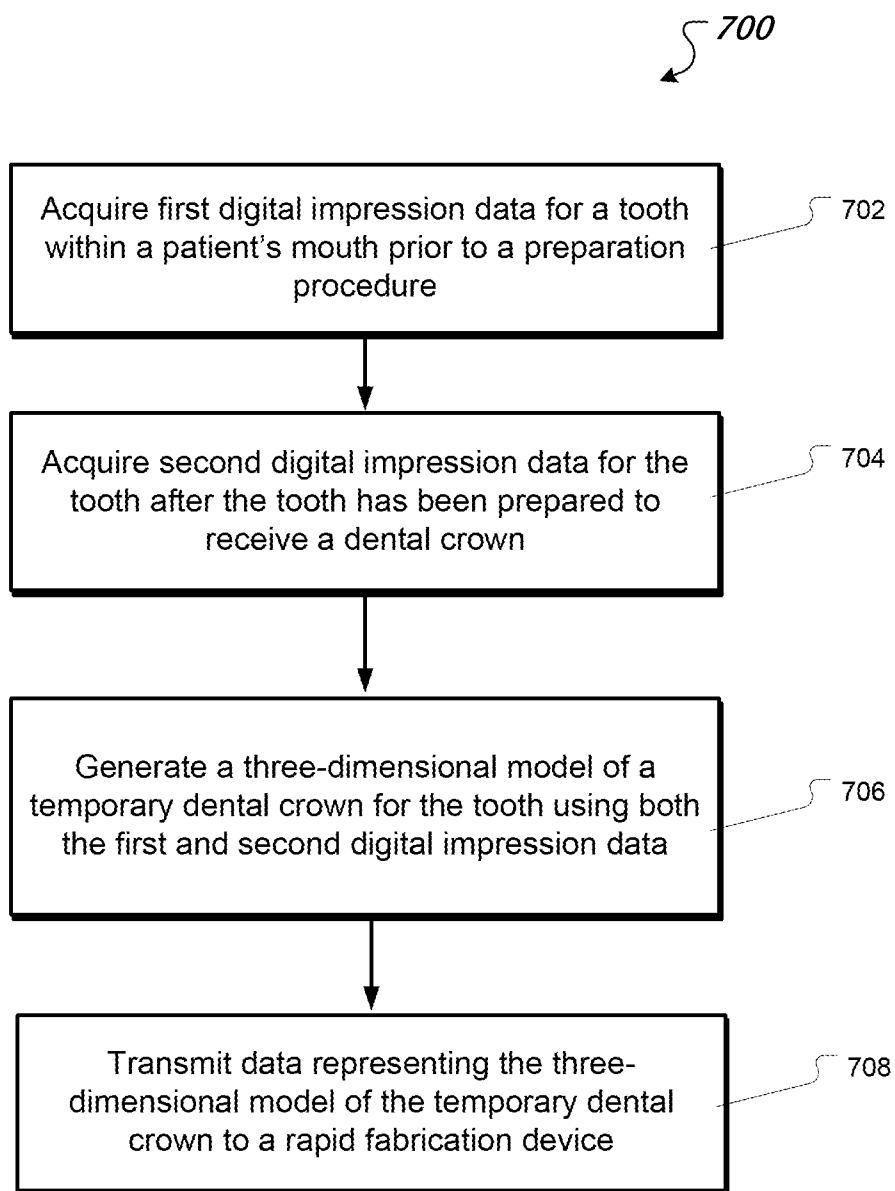 700
Acquire first digital impression data for a tooth
within a patient's mouth prior to a preparation
procedure
702
Acquire second digital impression data for the
tooth after the tooth has been prepared to
receive a dental crown
704
Generate a three-dimensional model of a
temporary dental crown for the tooth using both
the first and second digital impression data
706
Transmit data representing the three-
dimensional model of the temporary dental
crown to a rapid fabrication device
708